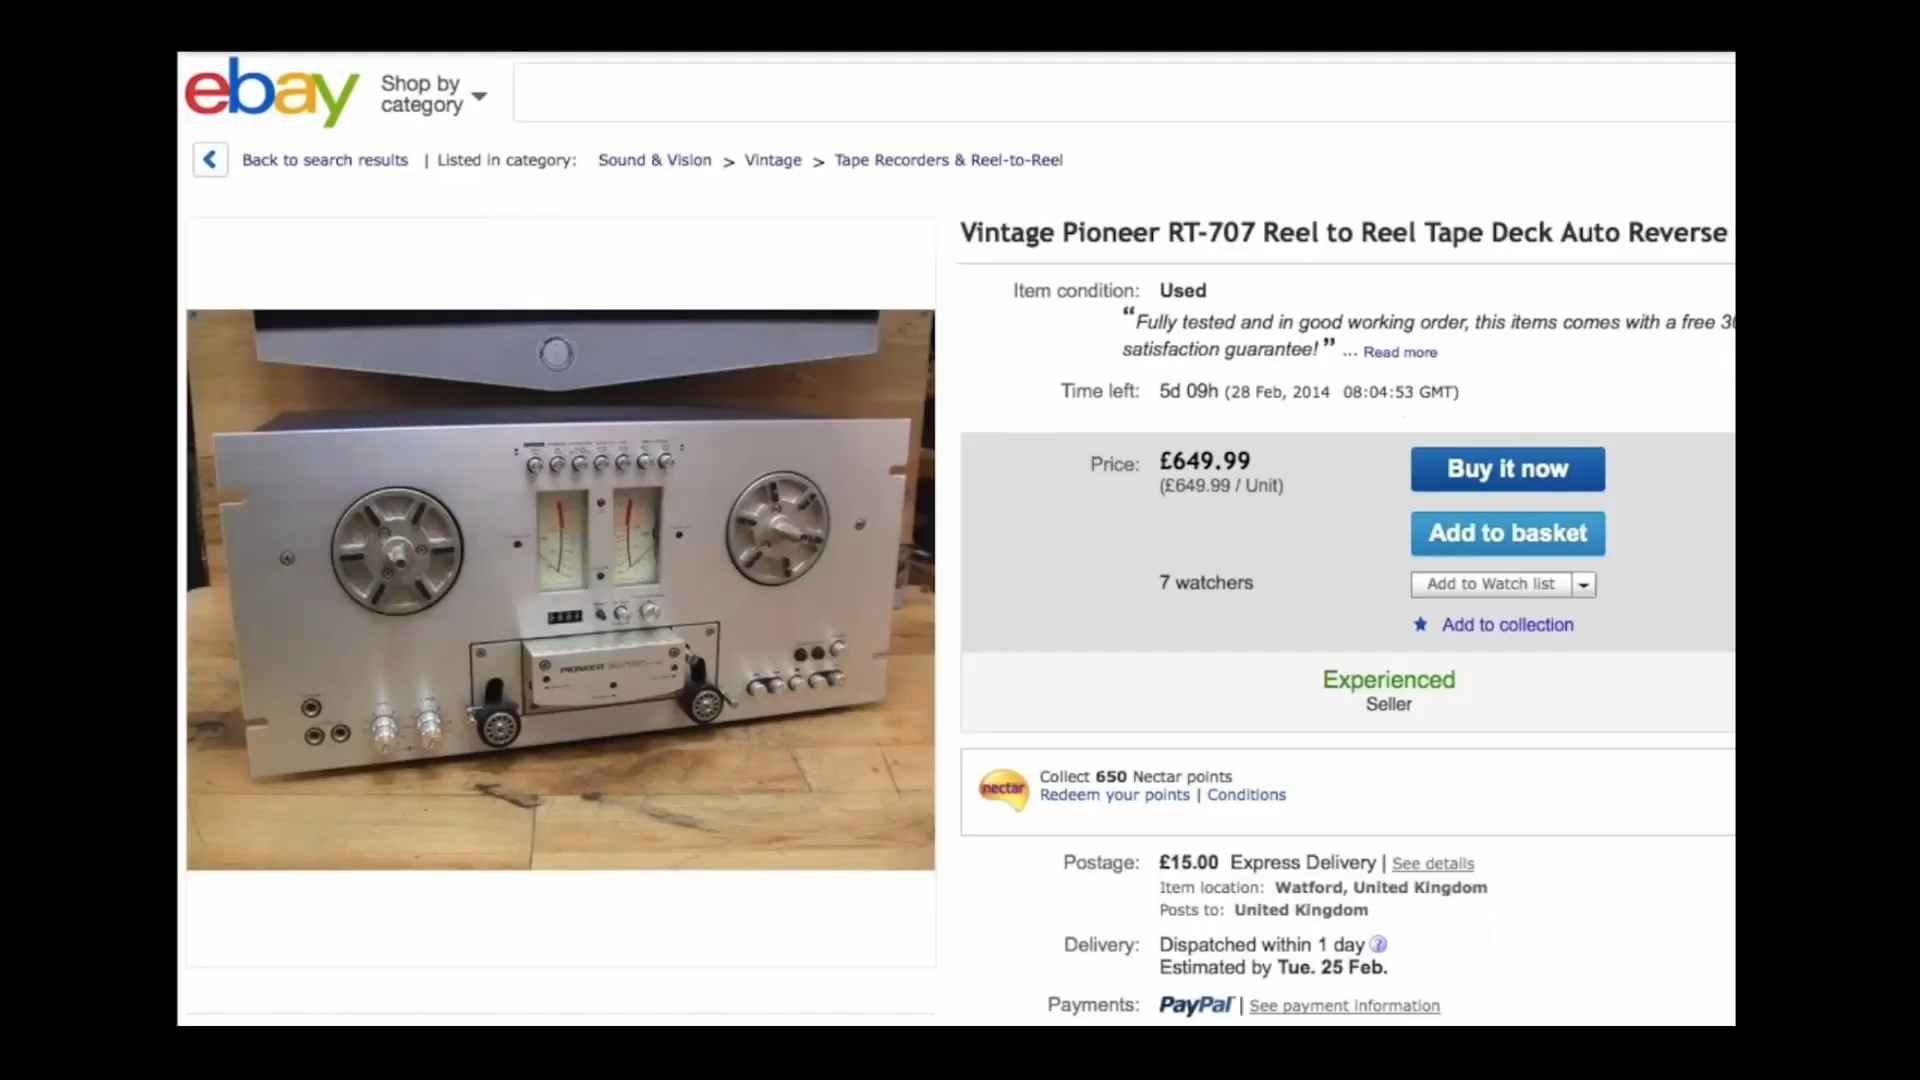 ebay
Shop by
category
Back to search results | Listed in category: Sound & Vision > Vintage > Tape Recorders & Reel-to-Reel
Vintage Pioneer RT-707 Reel to Reel Tape Deck Auto Reverse
Item condition: Used
“Fully tested and in good working order, this items comes with a free
satisfaction guarantee!” ... Read more
Time left: 5d 09h (28 Feb, 2014 08:04:53 GMT)
Price: £649.99
(£649.99 / Unit)
Buy it now
Add to basket
7 watchers
Add to Watch list
Add to collection
Experienced
Seller
nectar
Collect 650 Nectar points
Redeem your points | Conditions
Postage: £15.00 Express Delivery | See details
Item location: Watford, United Kingdom
Posts to: United Kingdom
Delivery: Dispatched within 1 day ?
Estimated by Tue. 25 Feb.
Payments: PayPal | See payment information
PIONEER